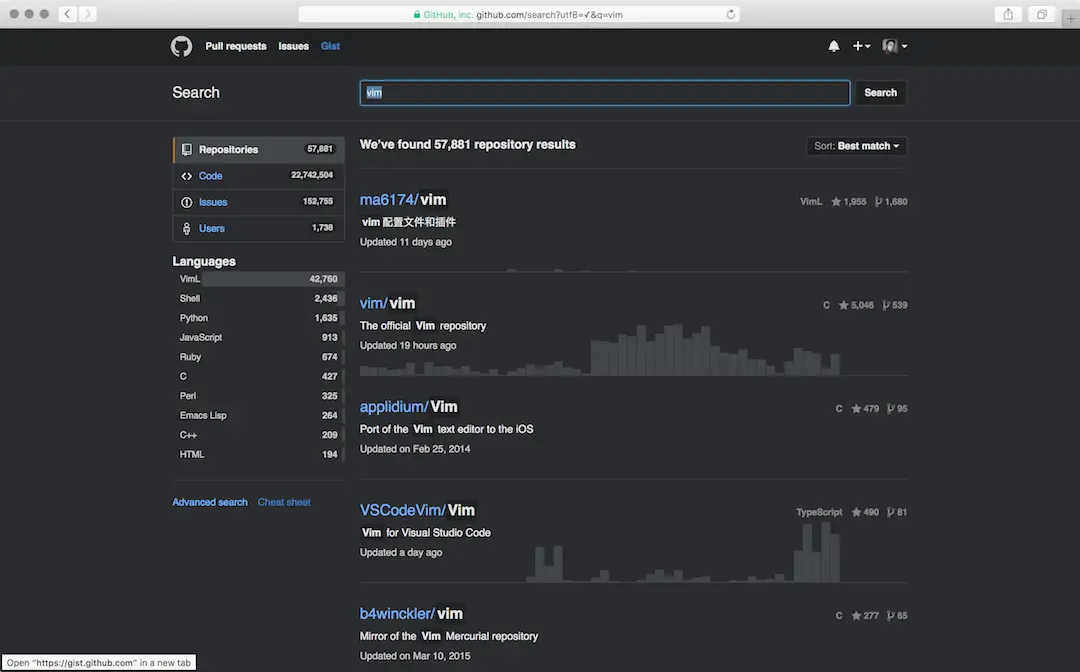 GitHub, Inc. github.com/search?utf8=✓&q=vim
Pull requests Issues Gist
Search
vim
Search
Repositories 57,881
Code 22,742,504
Issues 152,755
Users 1,738
Languages
VimL 42,760
Shell 2,436
Python 1,635
JavaScript 913
Ruby 674
C 427
Perl 325
Emacs Lisp 264
C++ 209
HTML 194
Advanced search Cheat sheet
We've found 57,881 repository results
Sort: Best match
ma6174/vim
VimL 1,955 1,680
vim 配置文件和插件
Updated 11 days ago
vim/vim
C 5,046 539
The official Vim repository
Updated 19 hours ago
applidium/Vim
C 479 95
Port of the Vim text editor to the iOS
Updated on Feb 25, 2014
VSCodeVim/Vim
TypeScript 490 81
Vim for Visual Studio Code
Updated a day ago
b4winckler/vim
C 277 65
Mirror of the Vim Mercurial repository
Updated on Mar 10, 2015
Open "https://gist.github.com" in a new tab